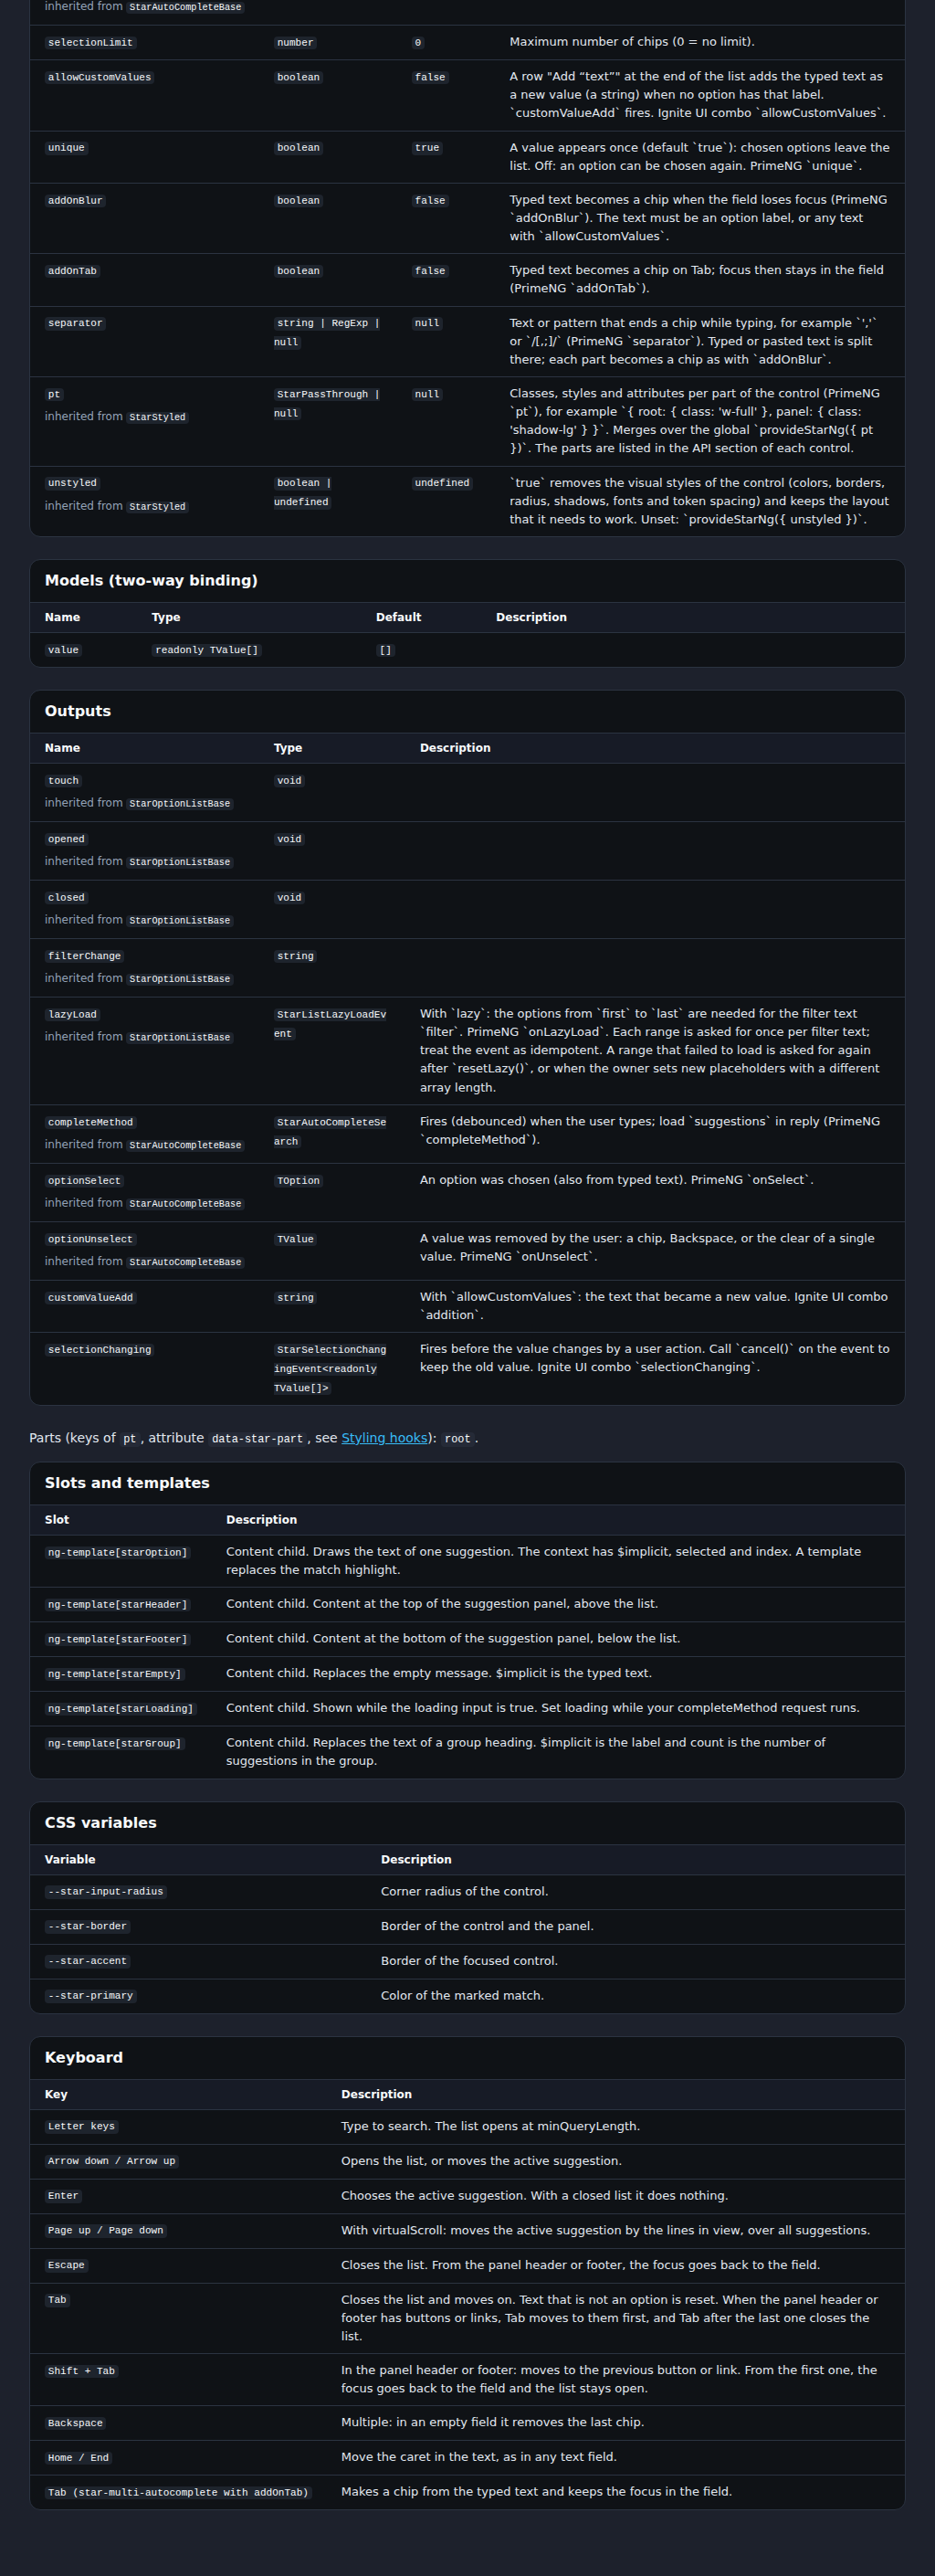 inherited from StarAutoCompleteBase
selectionLimit number 0 Maximum number of chips (0 = no limit).
allowCustomValues boolean false A row "Add “text”" at the end of the list adds the typed text as
a new value (a string) when no option has that label.
`customValueAdd` fires. Ignite UI combo `allowCustomValues`.
unique boolean true A value appears once (default `true`): chosen options leave the
list. Off: an option can be chosen again. PrimeNG `unique`.
addOnBlur boolean false Typed text becomes a chip when the field loses focus (PrimeNG
`addOnBlur`). The text must be an option label, or any text
with `allowCustomValues`.
addOnTab boolean false Typed text becomes a chip on Tab; focus then stays in the field
(PrimeNG `addOnTab`).
separator string | RegExp | null Text or pattern that ends a chip while typing, for example `','`
null or `/[,;]/` (PrimeNG `separator`). Typed or pasted text is split
there; each part becomes a chip as with `addOnBlur`.
pt StarPassThrough | null Classes, styles and attributes per part of the control (PrimeNG
inherited from StarStyled null `pt`), for example `{ root: { class: 'w-full' }, panel: { class:
'shadow-lg' } }`. Merges over the global `provideStarNg({ pt
})`. The parts are listed in the API section of each control.
unstyled boolean | undefined `true` removes the visual styles of the control (colors, borders,
inherited from StarStyled undefined radius, shadows, fonts and token spacing) and keeps the layout
that it needs to work. Unset: `provideStarNg({ unstyled })`.
Models (two-way binding)
Name Type Default Description
value readonly TValue[] []
Outputs
Name Type Description
touch void
inherited from StarOptionListBase
opened void
inherited from StarOptionListBase
closed void
inherited from StarOptionListBase
filterChange string
inherited from StarOptionListBase
lazyLoad StarListLazyLoadEv With `lazy`: the options from `first` to `last` are needed for the filter text
inherited from StarOptionListBase ent `filter`. PrimeNG `onLazyLoad`. Each range is asked for once per filter text;
treat the event as idempotent. A range that failed to load is asked for again
after `resetLazy()`, or when the owner sets new placeholders with a different
array length.
completeMethod StarAutoCompleteSe Fires (debounced) when the user types; load `suggestions` in reply (PrimeNG
inherited from StarAutoCompleteBase arch `completeMethod`).
optionSelect TOption An option was chosen (also from typed text). PrimeNG `onSelect`.
inherited from StarAutoCompleteBase
optionUnselect TValue A value was removed by the user: a chip, Backspace, or the clear of a single
inherited from StarAutoCompleteBase value. PrimeNG `onUnselect`.
customValueAdd string With `allowCustomValues`: the text that became a new value. Ignite UI combo
`addition`.
selectionChanging StarSelectionChang Fires before the value changes by a user action. Call `cancel()` on the event to
ingEvent<readonly keep the old value. Ignite UI combo `selectionChanging`.
TValue[]>
Parts (keys of pt, attribute data-star-part, see Styling hooks): root.
Slots and templates
Slot Description
ng-template[starOption] Content child. Draws the text of one suggestion. The context has $implicit, selected and index. A template
replaces the match highlight.
ng-template[starHeader] Content child. Content at the top of the suggestion panel, above the list.
ng-template[starFooter] Content child. Content at the bottom of the suggestion panel, below the list.
ng-template[starEmpty] Content child. Replaces the empty message. $implicit is the typed text.
ng-template[starLoading] Content child. Shown while the loading input is true. Set loading while your completeMethod request runs.
ng-template[starGroup] Content child. Replaces the text of a group heading. $implicit is the label and count is the number of
suggestions in the group.
CSS variables
Variable Description
--star-input-radius Corner radius of the control.
--star-border Border of the control and the panel.
--star-accent Border of the focused control.
--star-primary Color of the marked match.
Keyboard
Key Description
Letter keys Type to search. The list opens at minQueryLength.
Arrow down / Arrow up Opens the list, or moves the active suggestion.
Enter Chooses the active suggestion. With a closed list it does nothing.
Page up / Page down With virtualScroll: moves the active suggestion by the lines in view, over all suggestions.
Escape Closes the list. From the panel header or footer, the focus goes back to the field.
Tab Closes the list and moves on. Text that is not an option is reset. When the panel header or
footer has buttons or links, Tab moves to them first, and Tab after the last one closes the
list.
Shift + Tab In the panel header or footer: moves to the previous button or link. From the first one, the
focus goes back to the field and the list stays open.
Backspace Multiple: in an empty field it removes the last chip.
Home / End Move the caret in the text, as in any text field.
Tab (star-multi-autocomplete with addOnTab) Makes a chip from the typed text and keeps the focus in the field.